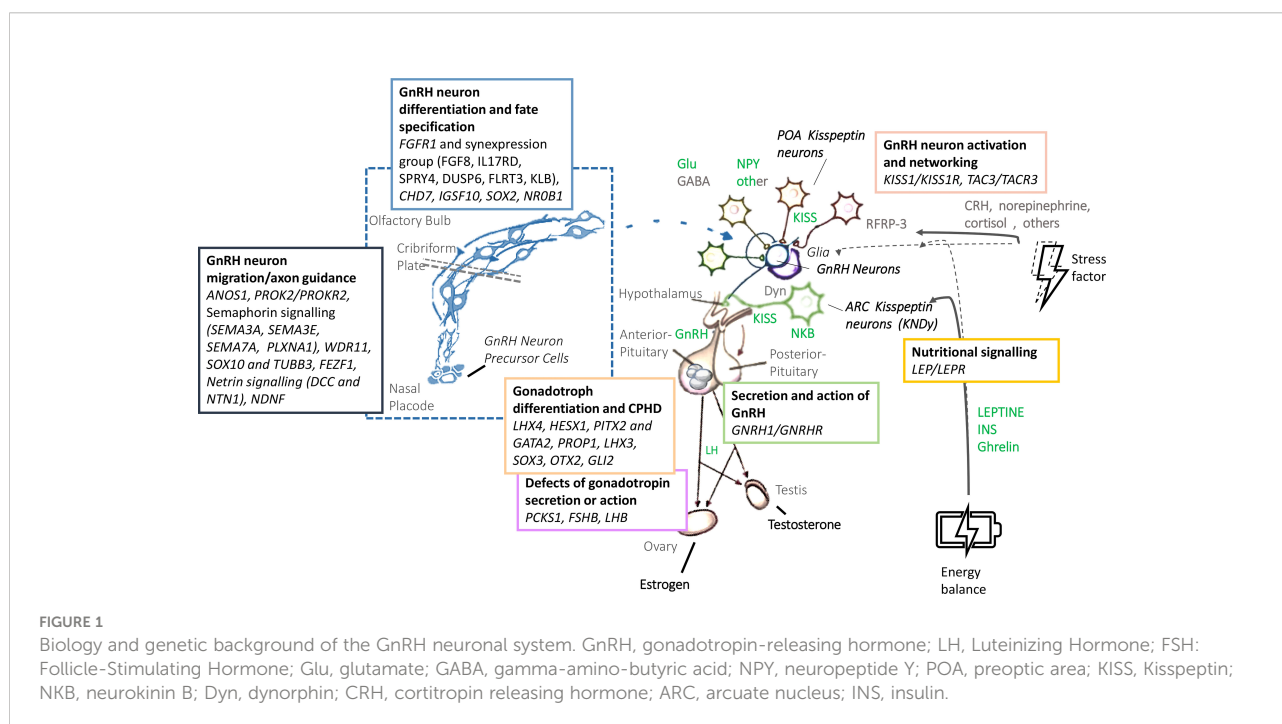 GnRH neuron
differentiation and fate
specification
FGFR1 and synexpression
group (FGF8, IL17RD,
SPRY4, DUSP6, FLRT3, KLB),
CHD7, IGSF10, SOX2, NR0B1
Olfactory Bulb
Cribriform
Plate
GnRH neuron
migration/axon guidance
ANOS1, PROK2/PROKR2,
Semaphorin signalling
(SEMA3A, SEMA3E,
SEMA7A, PLXNA1), WDR11,
SOX10 and TUBB3, FEZF1,
Netrin signalling (DCC and
NTN1), NDNF
GnRH Neuron
Precursor Cells
Nasal
Placode
POA Kisspeptin
neurons
Glu
GABA
NPY
other
KISS
RFRP-3
Glia
GnRH Neurons
GnRH neuron activation
and networking
KISS1/KISS1R, TAC3/TACR3
CRH, norepinephrine,
cortisol , others
Stress
factor
Dyn
Hypothalamus
KISS
NKB
ARC Kisspeptin
neurons (KNDy)
Anterior-
Pituitary
GnRH
Posterior-
Pituitary
Nutritional signalling
LEP/LEPR
Gonadotroph
differentiation and CPHD
LHX4, HESX1, PITX2 and
GATA2, PROP1, LHX3,
SOX3, OTX2, GLI2
Secretion and action of
GnRH
GNRH1/GNRHR
LEPTINE
INS
Ghrelin
LH
Defects of gonadotropin
secretion or action
PCKS1, FSHB, LHB
Testis
Testosterone
Ovary
Estrogen
Energy
balance
FIGURE 1
Biology and genetic background of the GnRH neuronal system. GnRH, gonadotropin-releasing hormone; LH, Luteinizing Hormone; FSH:
Follicle-Stimulating Hormone; Glu, glutamate; GABA, gamma-amino-butyric acid; NPY, neuropeptide Y; POA, preoptic area; KISS, Kisspeptin;
NKB, neurokinin B; Dyn, dynorphin; CRH, cortitropin releasing hormone; ARC, arcuate nucleus; INS, insulin.